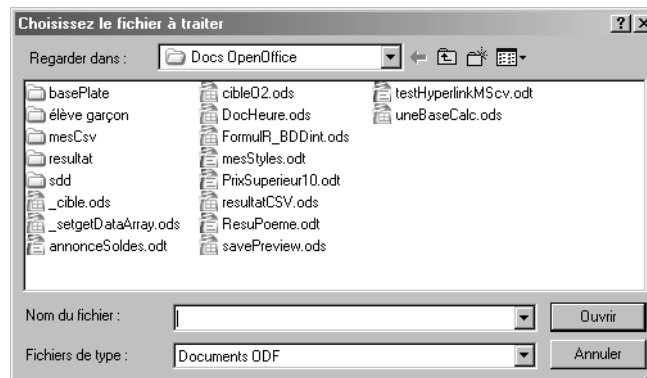 Choisissez le fichier à traiter
Regarder dans :
Docs OpenOffice
basePlate
élève garçon
mesCsv
resultat
sdd
_cible.ods
_setgetDataArray.ods
annonceSoldes.odt
cible02.ods
DocHeure.ods
FormulR_BDDint.ods
mesStyles.odt
PrixSuperieur10.odt
resultatCSV.ods
ResuPoeme.odt
savePreview.ods
testHyperlinkMScv.odt
uneBaseCalc.ods
Nom du fichier :
Ouvrir
Fichiers de type :
Documents ODF
Annuler